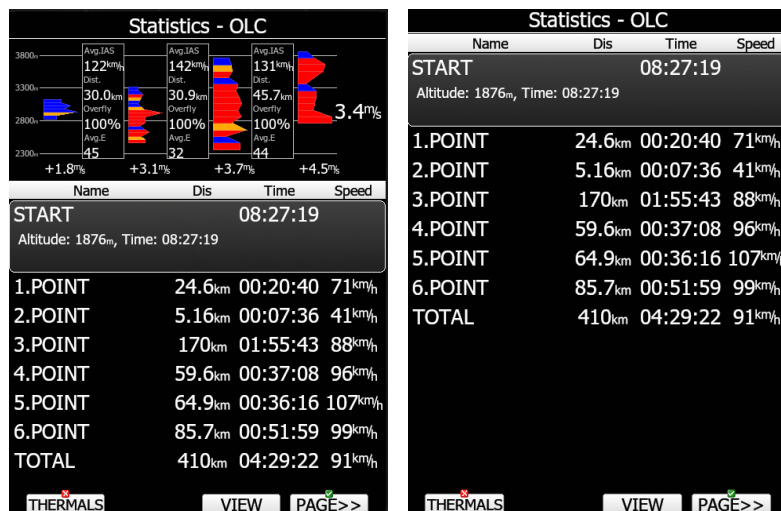 Statistics - OLC
3800m
3300m
2800m
2300m
Avg.IAS
122km/h
Dist.
30.0km
Overfly
100%
Avg.E
45
Avg.IAS
142km/h
Dist.
30.9km
Overfly
100%
Avg.E
32
Avg.IAS
131km/h
Dist.
45.7km
Overfly
100%
Avg.E
44
3.4m/s
+1.8m/s +3.1m/s +3.7m/s +4.5m/s
Name Dis Time Speed
START 08:27:19
Altitude: 1876m, Time: 08:27:19
1.POINT 24.6km 00:20:40 71km/h
2.POINT 5.16km 00:07:36 41km/h
3.POINT 170km 01:55:43 88km/h
4.POINT 59.6km 00:37:08 96km/h
5.POINT 64.9km 00:36:16 107km/h
6.POINT 85.7km 00:51:59 99km/h
TOTAL 410km 04:29:22 91km/h
THERMALS VIEW PAGE>>
Statistics - OLC
Name Dis Time Speed
START 08:27:19
Altitude: 1876m, Time: 08:27:19
1.POINT 24.6km 00:20:40 71km/h
2.POINT 5.16km 00:07:36 41km/h
3.POINT 170km 01:55:43 88km/h
4.POINT 59.6km 00:37:08 96km/h
5.POINT 64.9km 00:36:16 107km/h
6.POINT 85.7km 00:51:59 99km/h
TOTAL 410km 04:29:22 91km/h
THERMALS VIEW PAGE>>